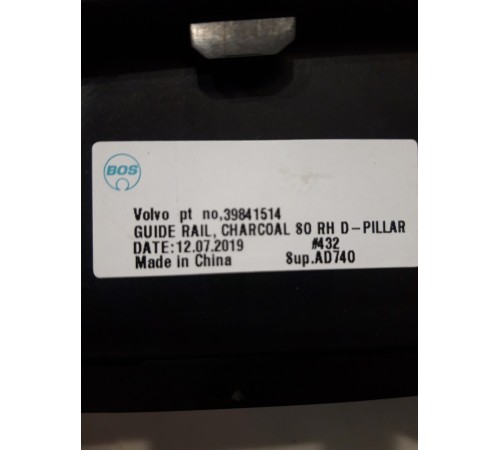 BOS
Volvo pt no,39841514
GUIDE RAIL, CHARCOAL SO RH D-PILLAR
DATE:12.07.2019 #432
Made in China Sup.AD740